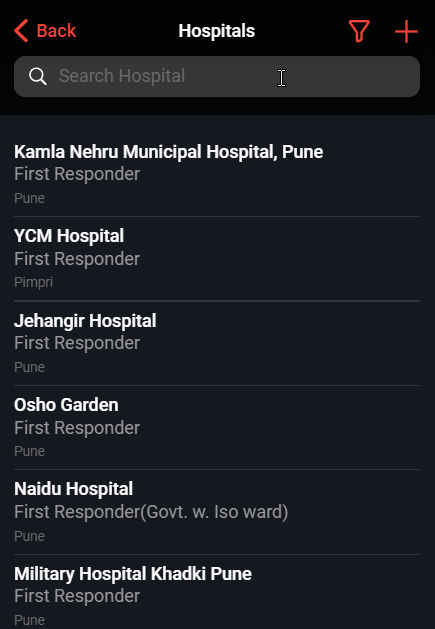 Back
Hospitals
Search Hospital
Kamla Nehru Municipal Hospital, Pune
First Responder
Pune
YCM Hospital
First Responder
Pimpri
Jehangir Hospital
First Responder
Pune
Osho Garden
First Responder
Pune
Naidu Hospital
First Responder(Govt. w. Iso ward)
Pune
Military Hospital Khadki Pune
First Responder
Pune